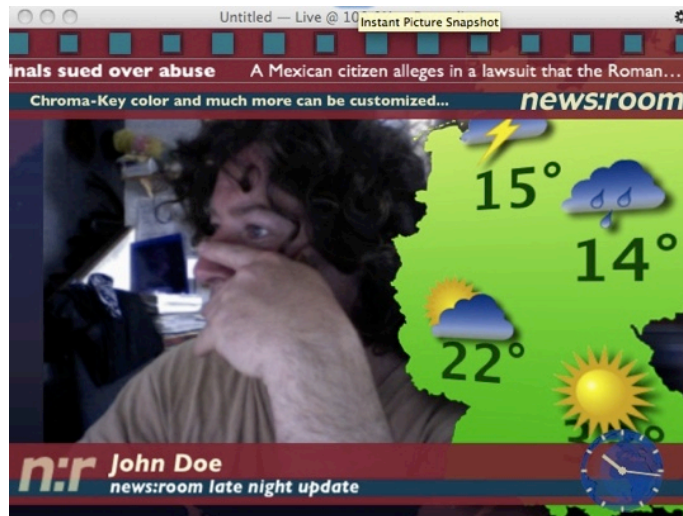 Untitled — Live @ 10
Instant Picture Snapshot
inals sued over abuse A Mexican citizen alleges in a lawsuit that the Roman...
Chroma-Key color and much more can be customized...
news:room
15°
14°
22°
n:r
John Doe
news:room late night update